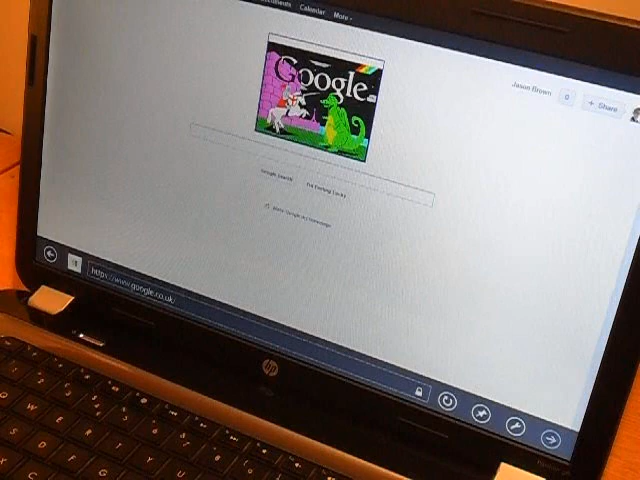 Documents Calendar More
Jason Brown 0 + Share
Google
Google Search I'm Feeling Lucky
Make Google my homepage
https://www.google.co.uk/
hp
W E R T Y U
S D F G
C